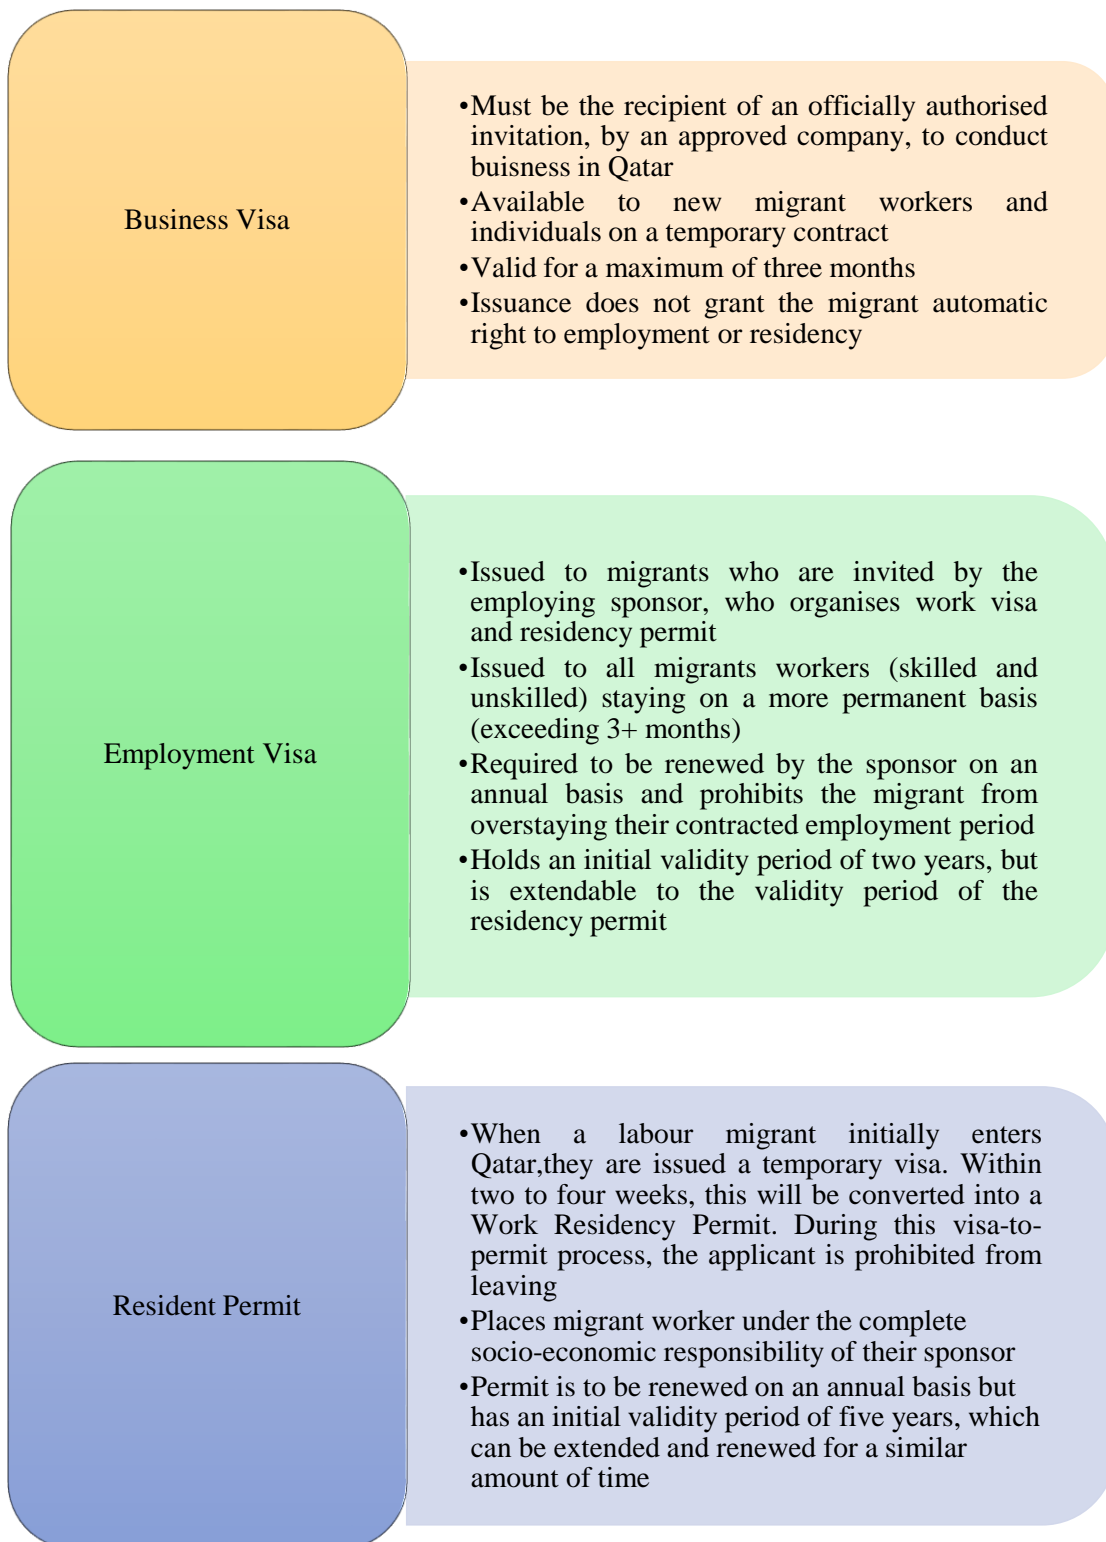 Business Visa
•Must be the recipient of an officially authorised
invitation, by an approved company, to conduct
buisness in Qatar
•Available to new migrant workers and
individuals on a temporary contract
•Valid for a maximum of three months
•Issuance does not grant the migrant automatic
right to employment or residency
Employment Visa
•Issued to migrants who are invited by the
employing sponsor, who organises work visa
and residency permit
•Issued to all migrants workers (skilled and
unskilled) staying on a more permanent basis
(exceeding 3+ months)
•Required to be renewed by the sponsor on an
annual basis and prohibits the migrant from
overstaying their contracted employment period
•Holds an initial validity period of two years, but
is extendable to the validity period of the
residency permit
Resident Permit
•When a labour migrant initially enters
Qatar,they are issued a temporary visa. Within
two to four weeks, this will be converted into a
Work Residency Permit. During this visa-to-
permit process, the applicant is prohibited from
leaving
•Places migrant worker under the complete
socio-economic responsibility of their sponsor
•Permit is to be renewed on an annual basis but
has an initial validity period of five years, which
can be extended and renewed for a similar
amount of time